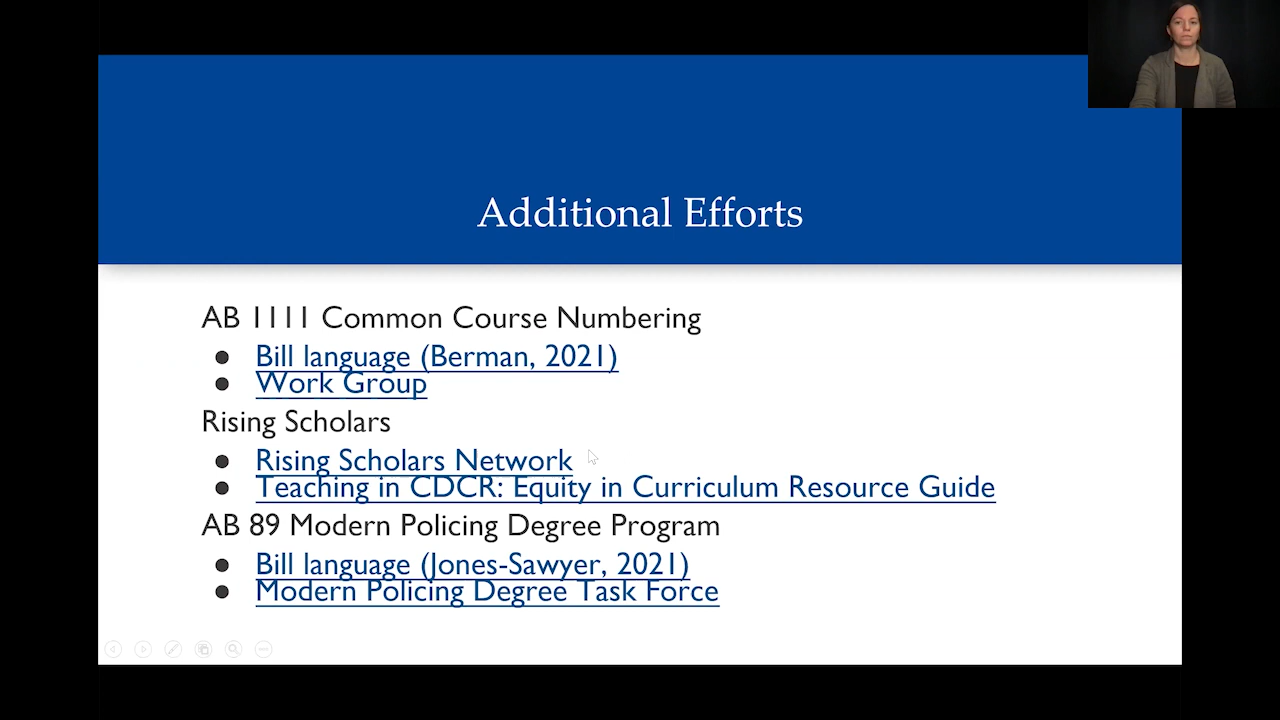 Additional Efforts
AB 1111 Common Course Numbering
● Bill language (Berman, 2021)
● Work Group
Rising Scholars
● Rising Scholars Network
● Teaching in CDCR: Equity in Curriculum Resource Guide
AB 89 Modern Policing Degree Program
● Bill language (Jones-Sawyer, 2021)
● Modern Policing Degree Task Force